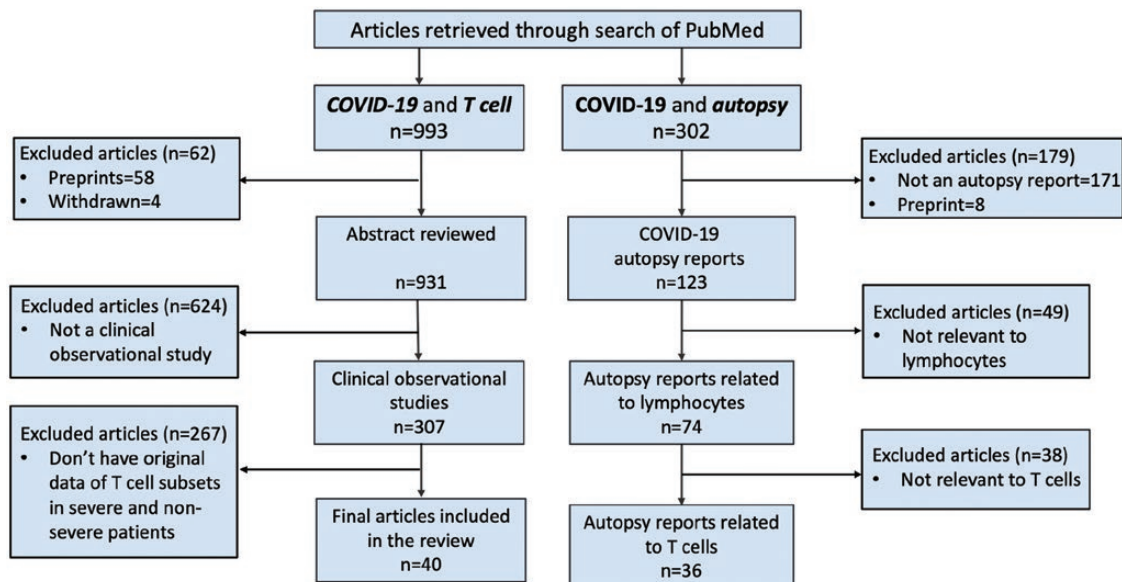 Articles retrieved through search of PubMed
COVID-19 and T cell
n=993
COVID-19 and autopsy
n=302
Excluded articles (n=62)
• Preprints=58
• Withdrawn=4
Excluded articles (n=179)
• Not an autopsy report=171
• Preprint=8
Abstract reviewed
n=931
COVID-19
autopsy reports
n=123
Excluded articles (n=624)
• Not a clinical
observational study
Excluded articles (n=49)
• Not relevant to
lymphocytes
Clinical observational
studies
n=307
Autopsy reports related
to lymphocytes
n=74
Excluded articles (n=267)
• Don't have original
data of T cell subsets
in severe and non-
severe patients
Excluded articles (n=38)
• Not relevant to T cells
Final articles included
in the review
n=40
Autopsy reports related
to T cells
n=36